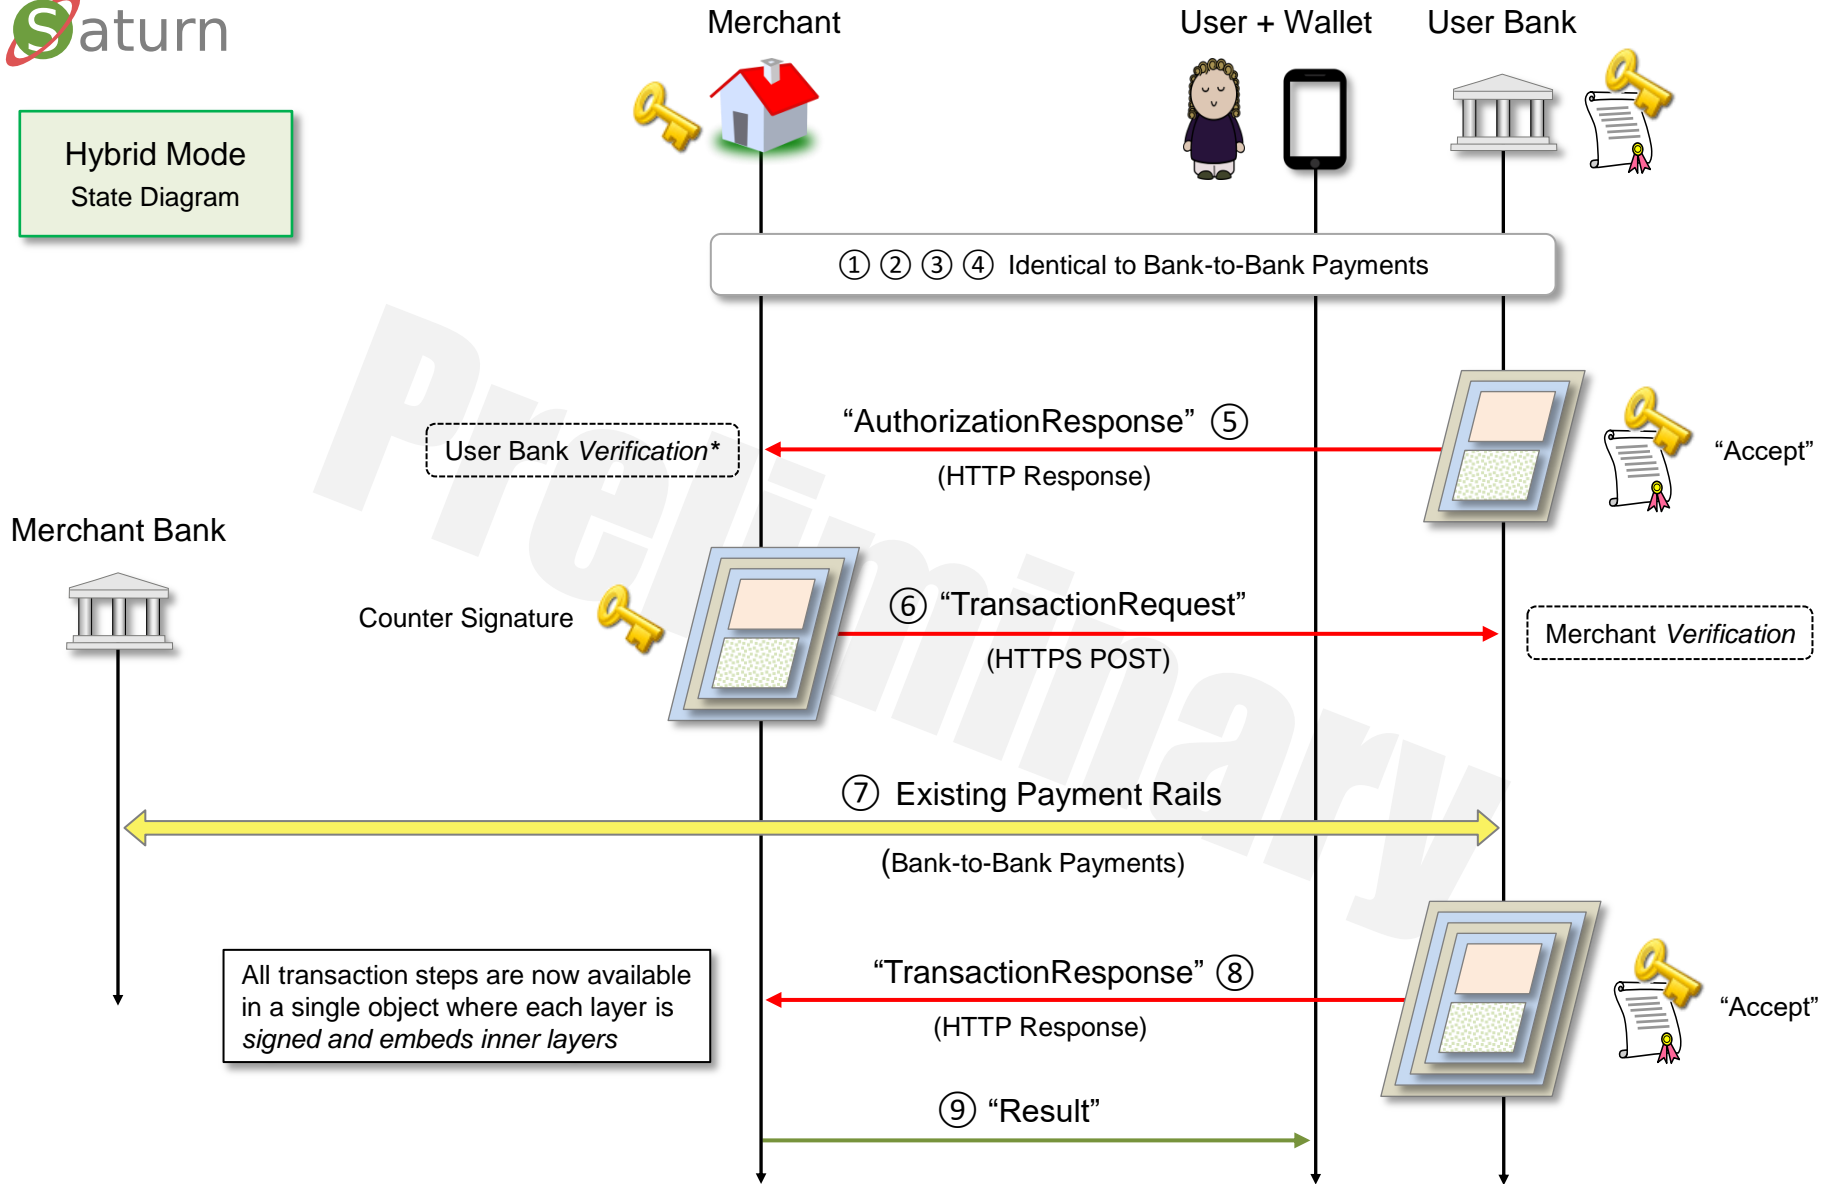 Saturn
Merchant
User + Wallet
User Bank
Hybrid Mode
State Diagram
① ② ③ ④ Identical to Bank-to-Bank Payments
“AuthorizationResponse” ⑤
(HTTP Response)
User Bank Verification*
“Accept”
Merchant Bank
Counter Signature
⑥ “TransactionRequest”
(HTTPS POST)
Merchant Verification
⑦ Existing Payment Rails
(Bank-to-Bank Payments)
All transaction steps are now available
in a single object where each layer is
signed and embeds inner layers
“TransactionResponse” ⑧
(HTTP Response)
“Accept”
⑨ “Result”
Preliminary